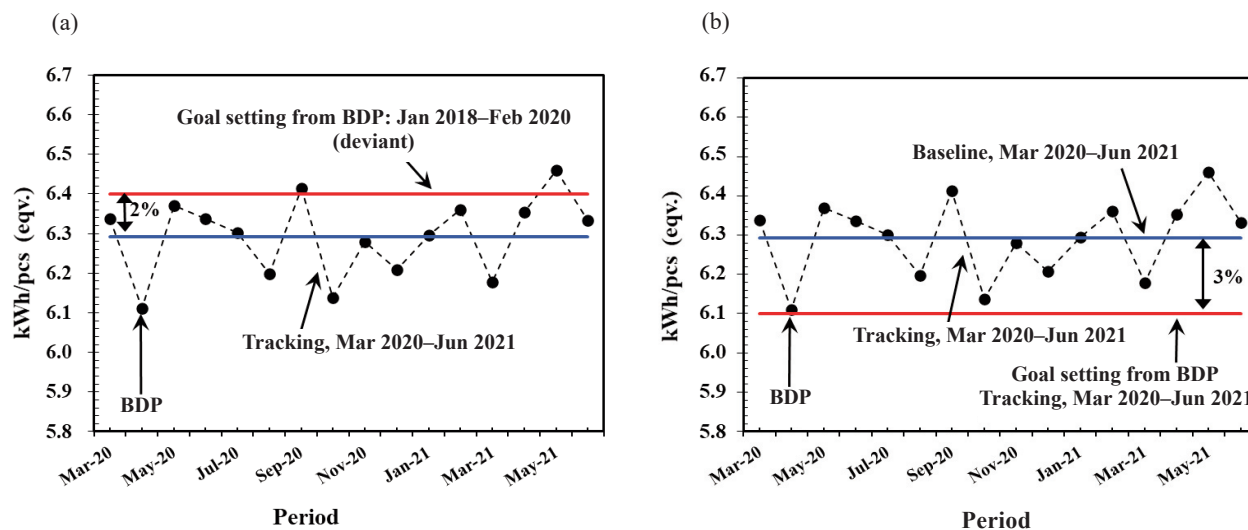 (a)
kWh/pcs (eqv.)
6.7
6.6
6.5
6.4
6.3
6.2
6.1
6.0
5.9
5.8
Goal setting from BDP: Jan 2018–Feb 2020
(deviant)
2%
Tracking, Mar 2020–Jun 2021
BDP
Mar-20
May-20
Jul-20
Sep-20
Nov-20
Jan-21
Mar-21
May-21
Period
(b)
kWh/pcs (eqv.)
6.7
6.6
6.5
6.4
6.3
6.2
6.1
6.0
5.9
5.8
Baseline, Mar 2020–Jun 2021
3%
Tracking, Mar 2020–Jun 2021
BDP
Goal setting from BDP
Tracking, Mar 2020–Jun 2021
Mar-20
May-20
Jul-20
Sep-20
Nov-20
Jan-21
Mar-21
May-21
Period